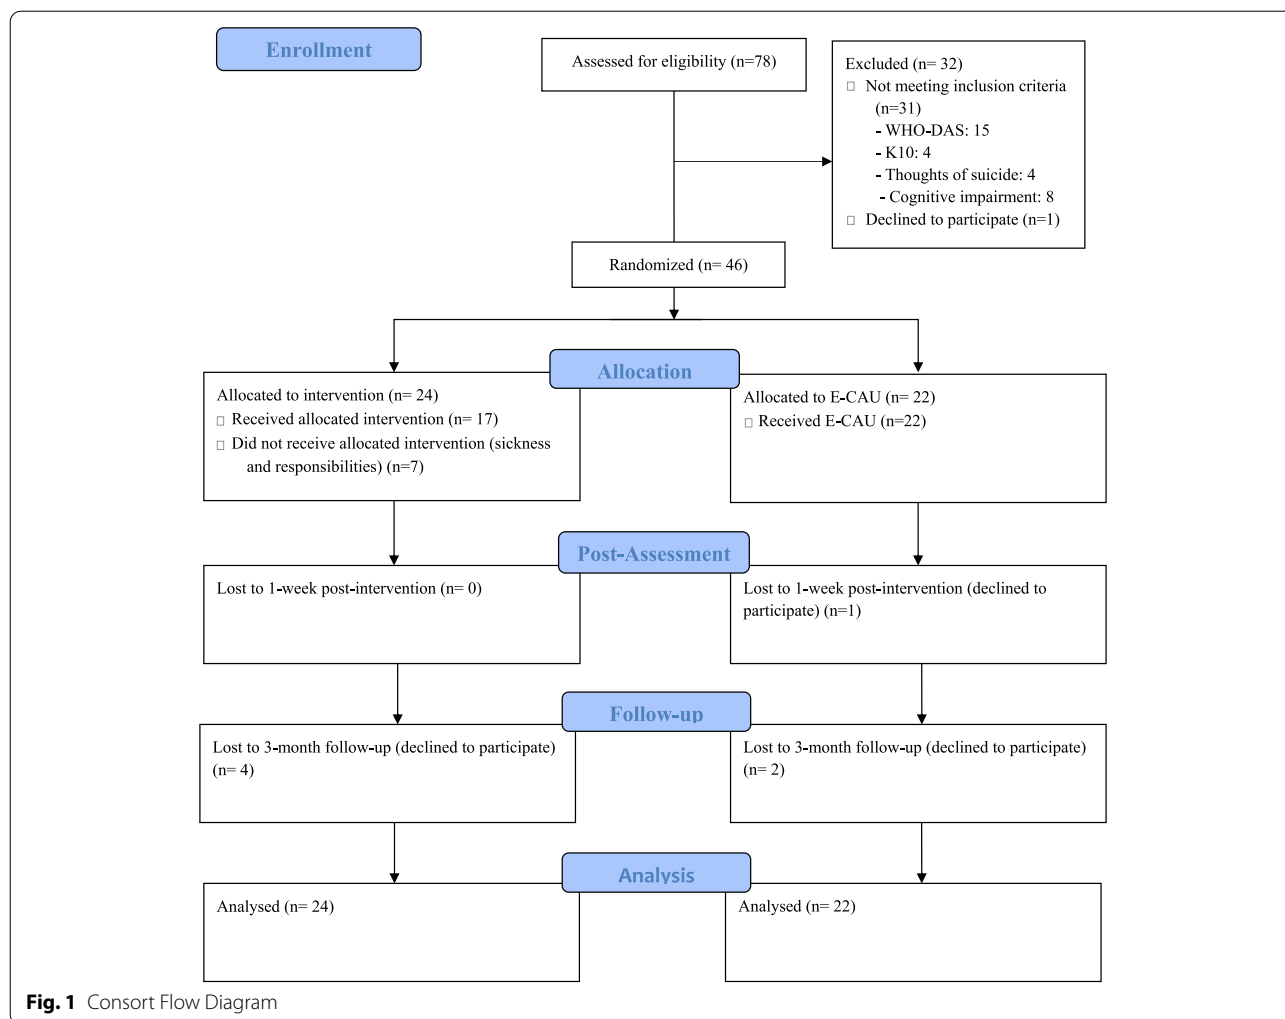 Enrollment
Assessed for eligibility (n=78)
Excluded (n= 32)
□ Not meeting inclusion criteria
(n=31)
- WHO-DAS: 15
- K10: 4
- Thoughts of suicide: 4
- Cognitive impairment: 8
□ Declined to participate (n=1)
Randomized (n= 46)
Allocation
Allocated to intervention (n= 24)
□ Received allocated intervention (n= 17)
□ Did not receive allocated intervention (sickness
and responsibilities) (n=7)
Allocated to E-CAU (n= 22)
□ Received E-CAU (n=22)
Post-Assessment
Lost to 1-week post-intervention (n= 0)
Lost to 1-week post-intervention (declined to
participate) (n=1)
Follow-up
Lost to 3-month follow-up (declined to participate)
(n= 4)
Lost to 3-month follow-up (declined to participate)
(n= 2)
Analysis
Analysed (n= 24)
Analysed (n= 22)
Fig. 1 Consort Flow Diagram